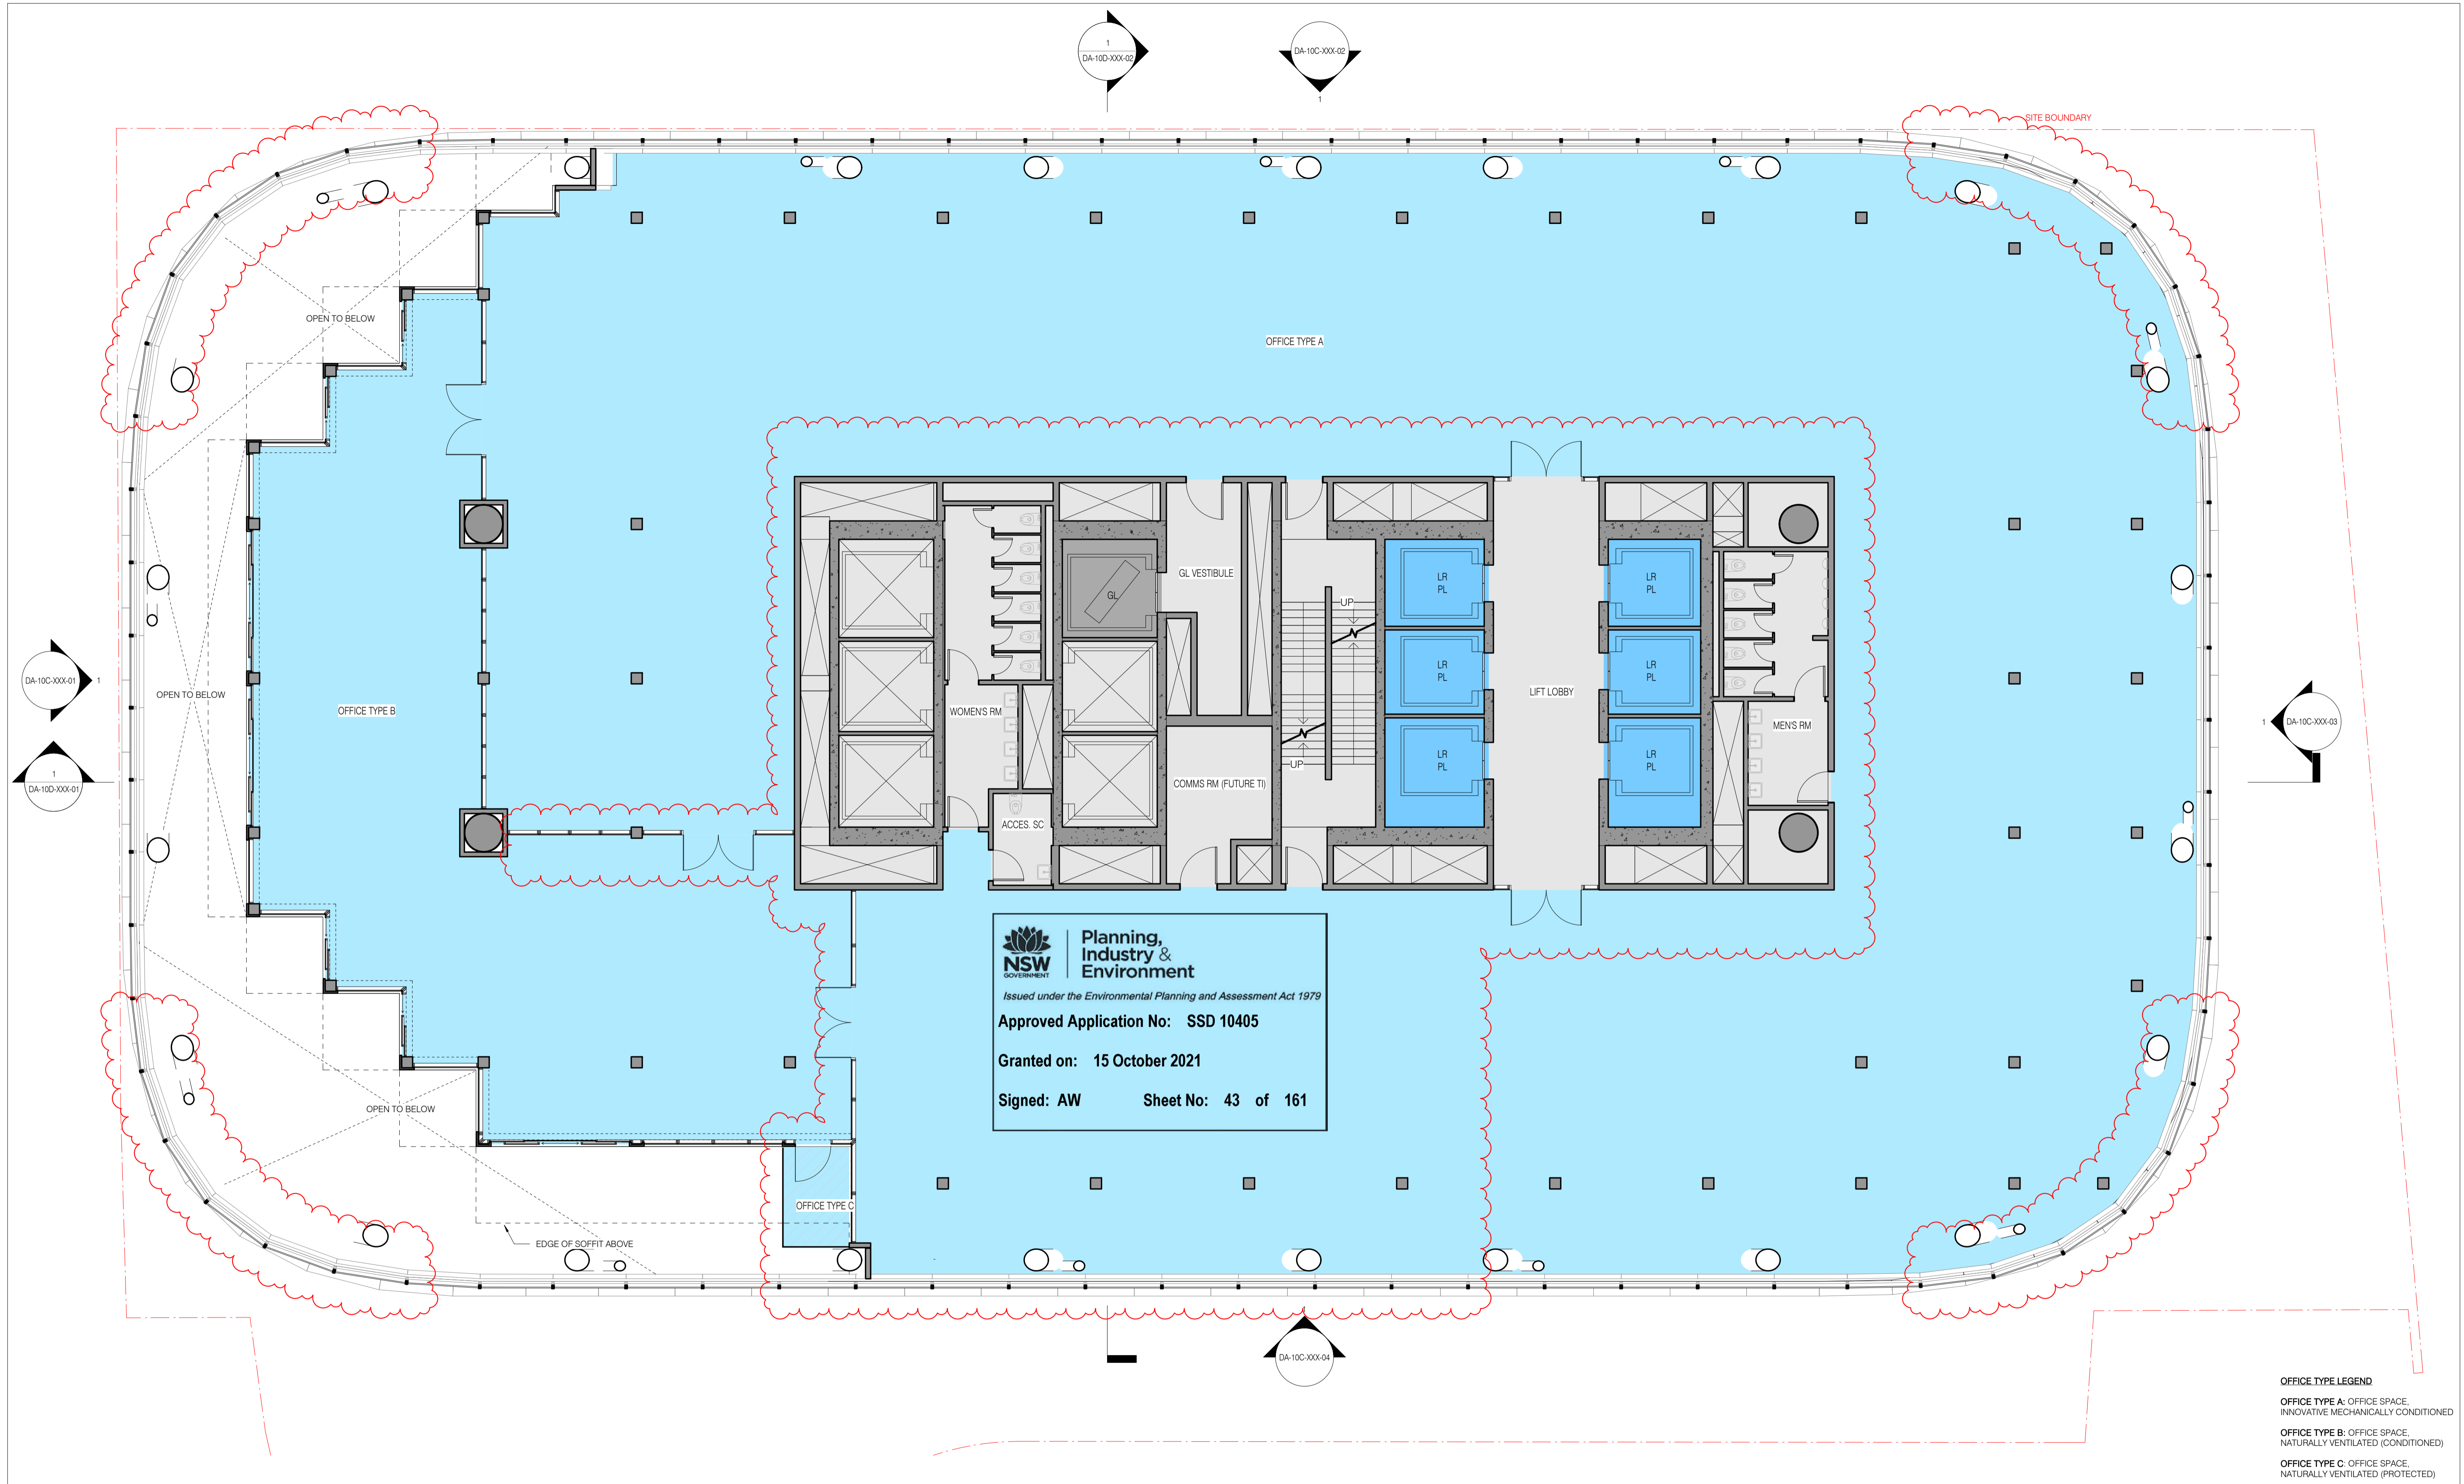 1
DA-10D-XXX-02
DA-10C-XXX-02
1
SITE BOUNDARY
OPEN TO BELOW
OFFICE TYPE A
GL VESTIBULE
GL
UP
LR
PL
LR
PL
LR
PL
LR
PL
LR
PL
LR
PL
LIFT LOBBY
DA-10C-XXX-01
1
OPEN TO BELOW
OFFICE TYPE B
WOMEN'S RM
MEN'S RM
1
DA-10C-XXX-03
1
DA-10D-XXX-01
UP
COMMS RM (FUTURE TI)
ACCES. SC
NSW
GOVERNMENT
Planning,
Industry &
Environment
Issued under the Environmental Planning and Assessment Act 1979
Approved Application No: SSD 10405
Granted on: 15 October 2021
Signed: AW Sheet No: 43 of 161
OPEN TO BELOW
OFFICE TYPE C
EDGE OF SOFFIT ABOVE
DA-10C-XXX-04
OFFICE TYPE LEGEND
OFFICE TYPE A: OFFICE SPACE,
INNOVATIVE MECHANICALLY CONDITIONED
OFFICE TYPE B: OFFICE SPACE,
NATURALLY VENTILATED (CONDITIONED)
OFFICE TYPE C: OFFICE SPACE,
NATURALLY VENTILATED (PROTECTED)